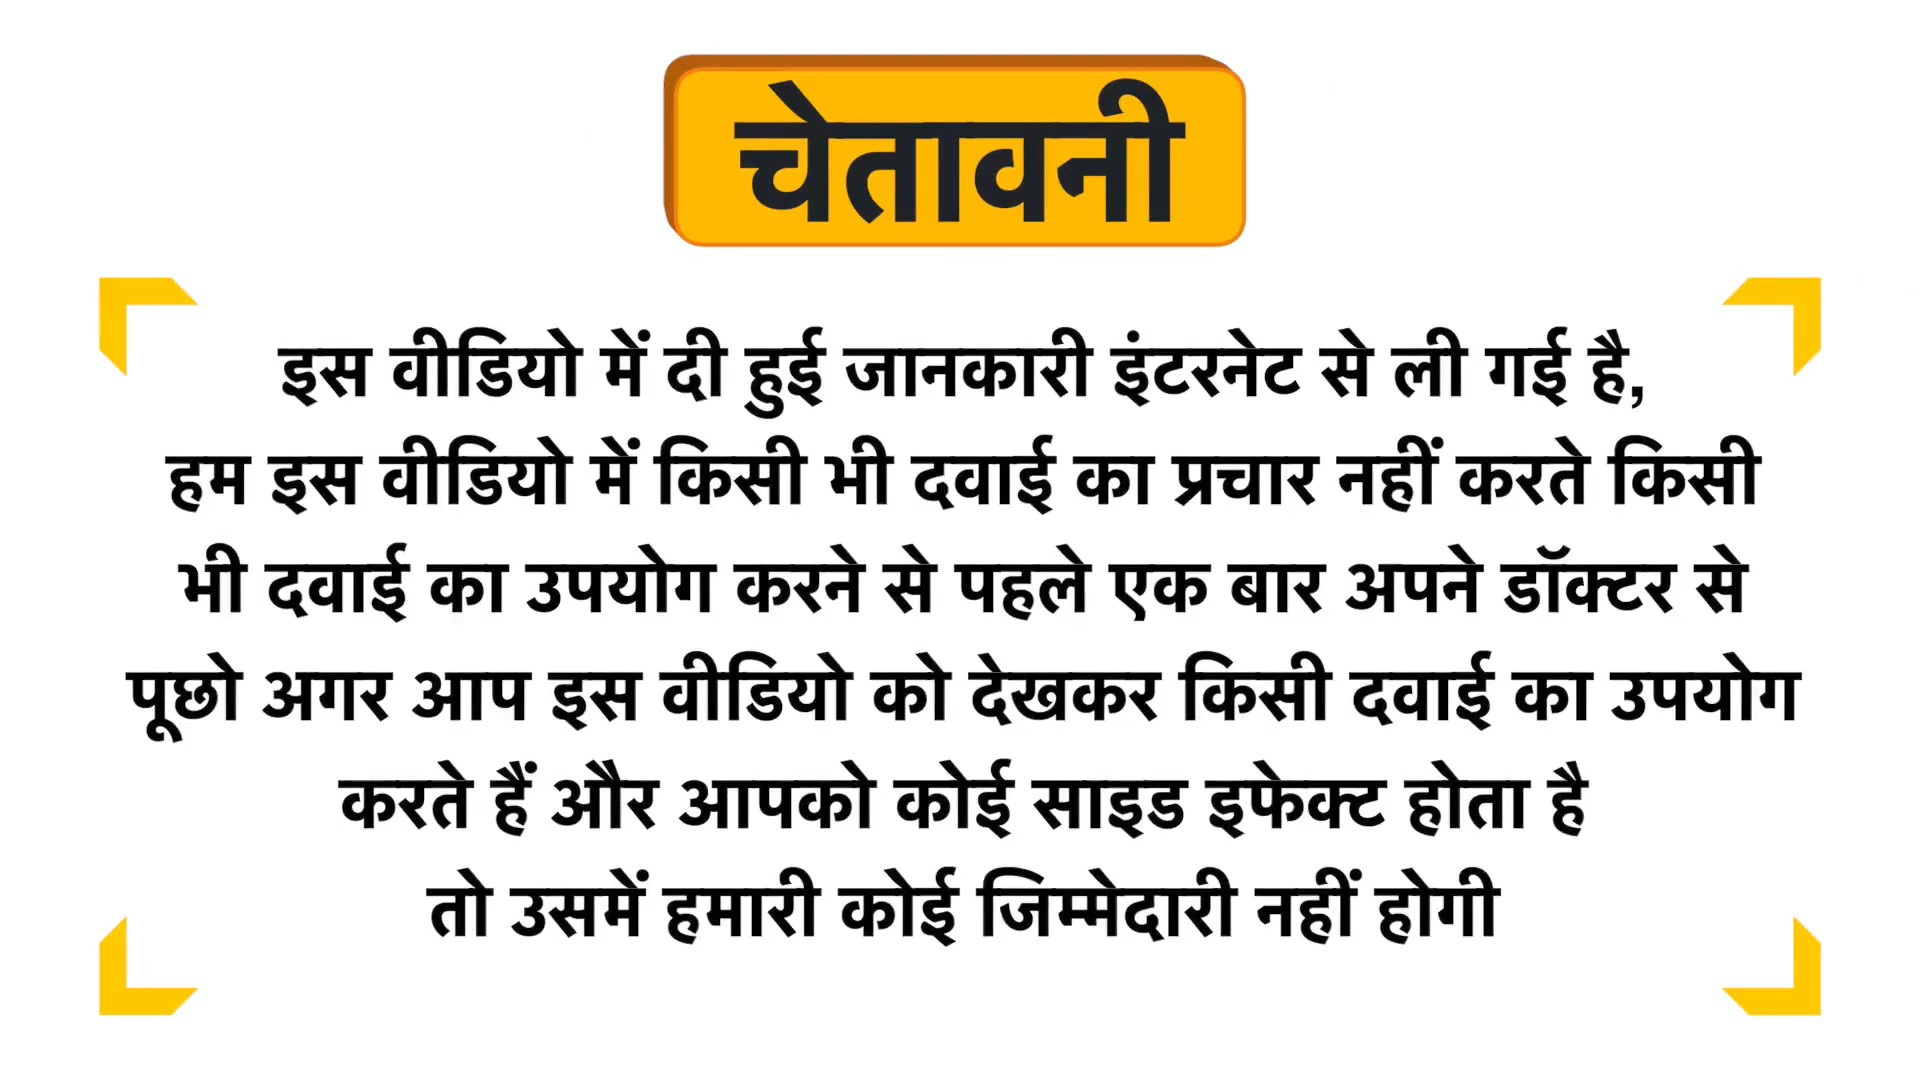 चेतावनी
इस वीडियो में दी हुई जानकारी इंटरनेट से ली गई है,
हम इस वीडियो में किसी भी दवाई का प्रचार नहीं करते किसी
भी दवाई का उपयोग करने से पहले एक बार अपने डॉक्टर से
पूछो अगर आप इस वीडियो को देखकर किसी दवाई का उपयोग
करते हैं और आपको कोई साइड इफेक्ट होता है
तो उसमें हमारी कोई जिम्मेदारी नहीं होगी